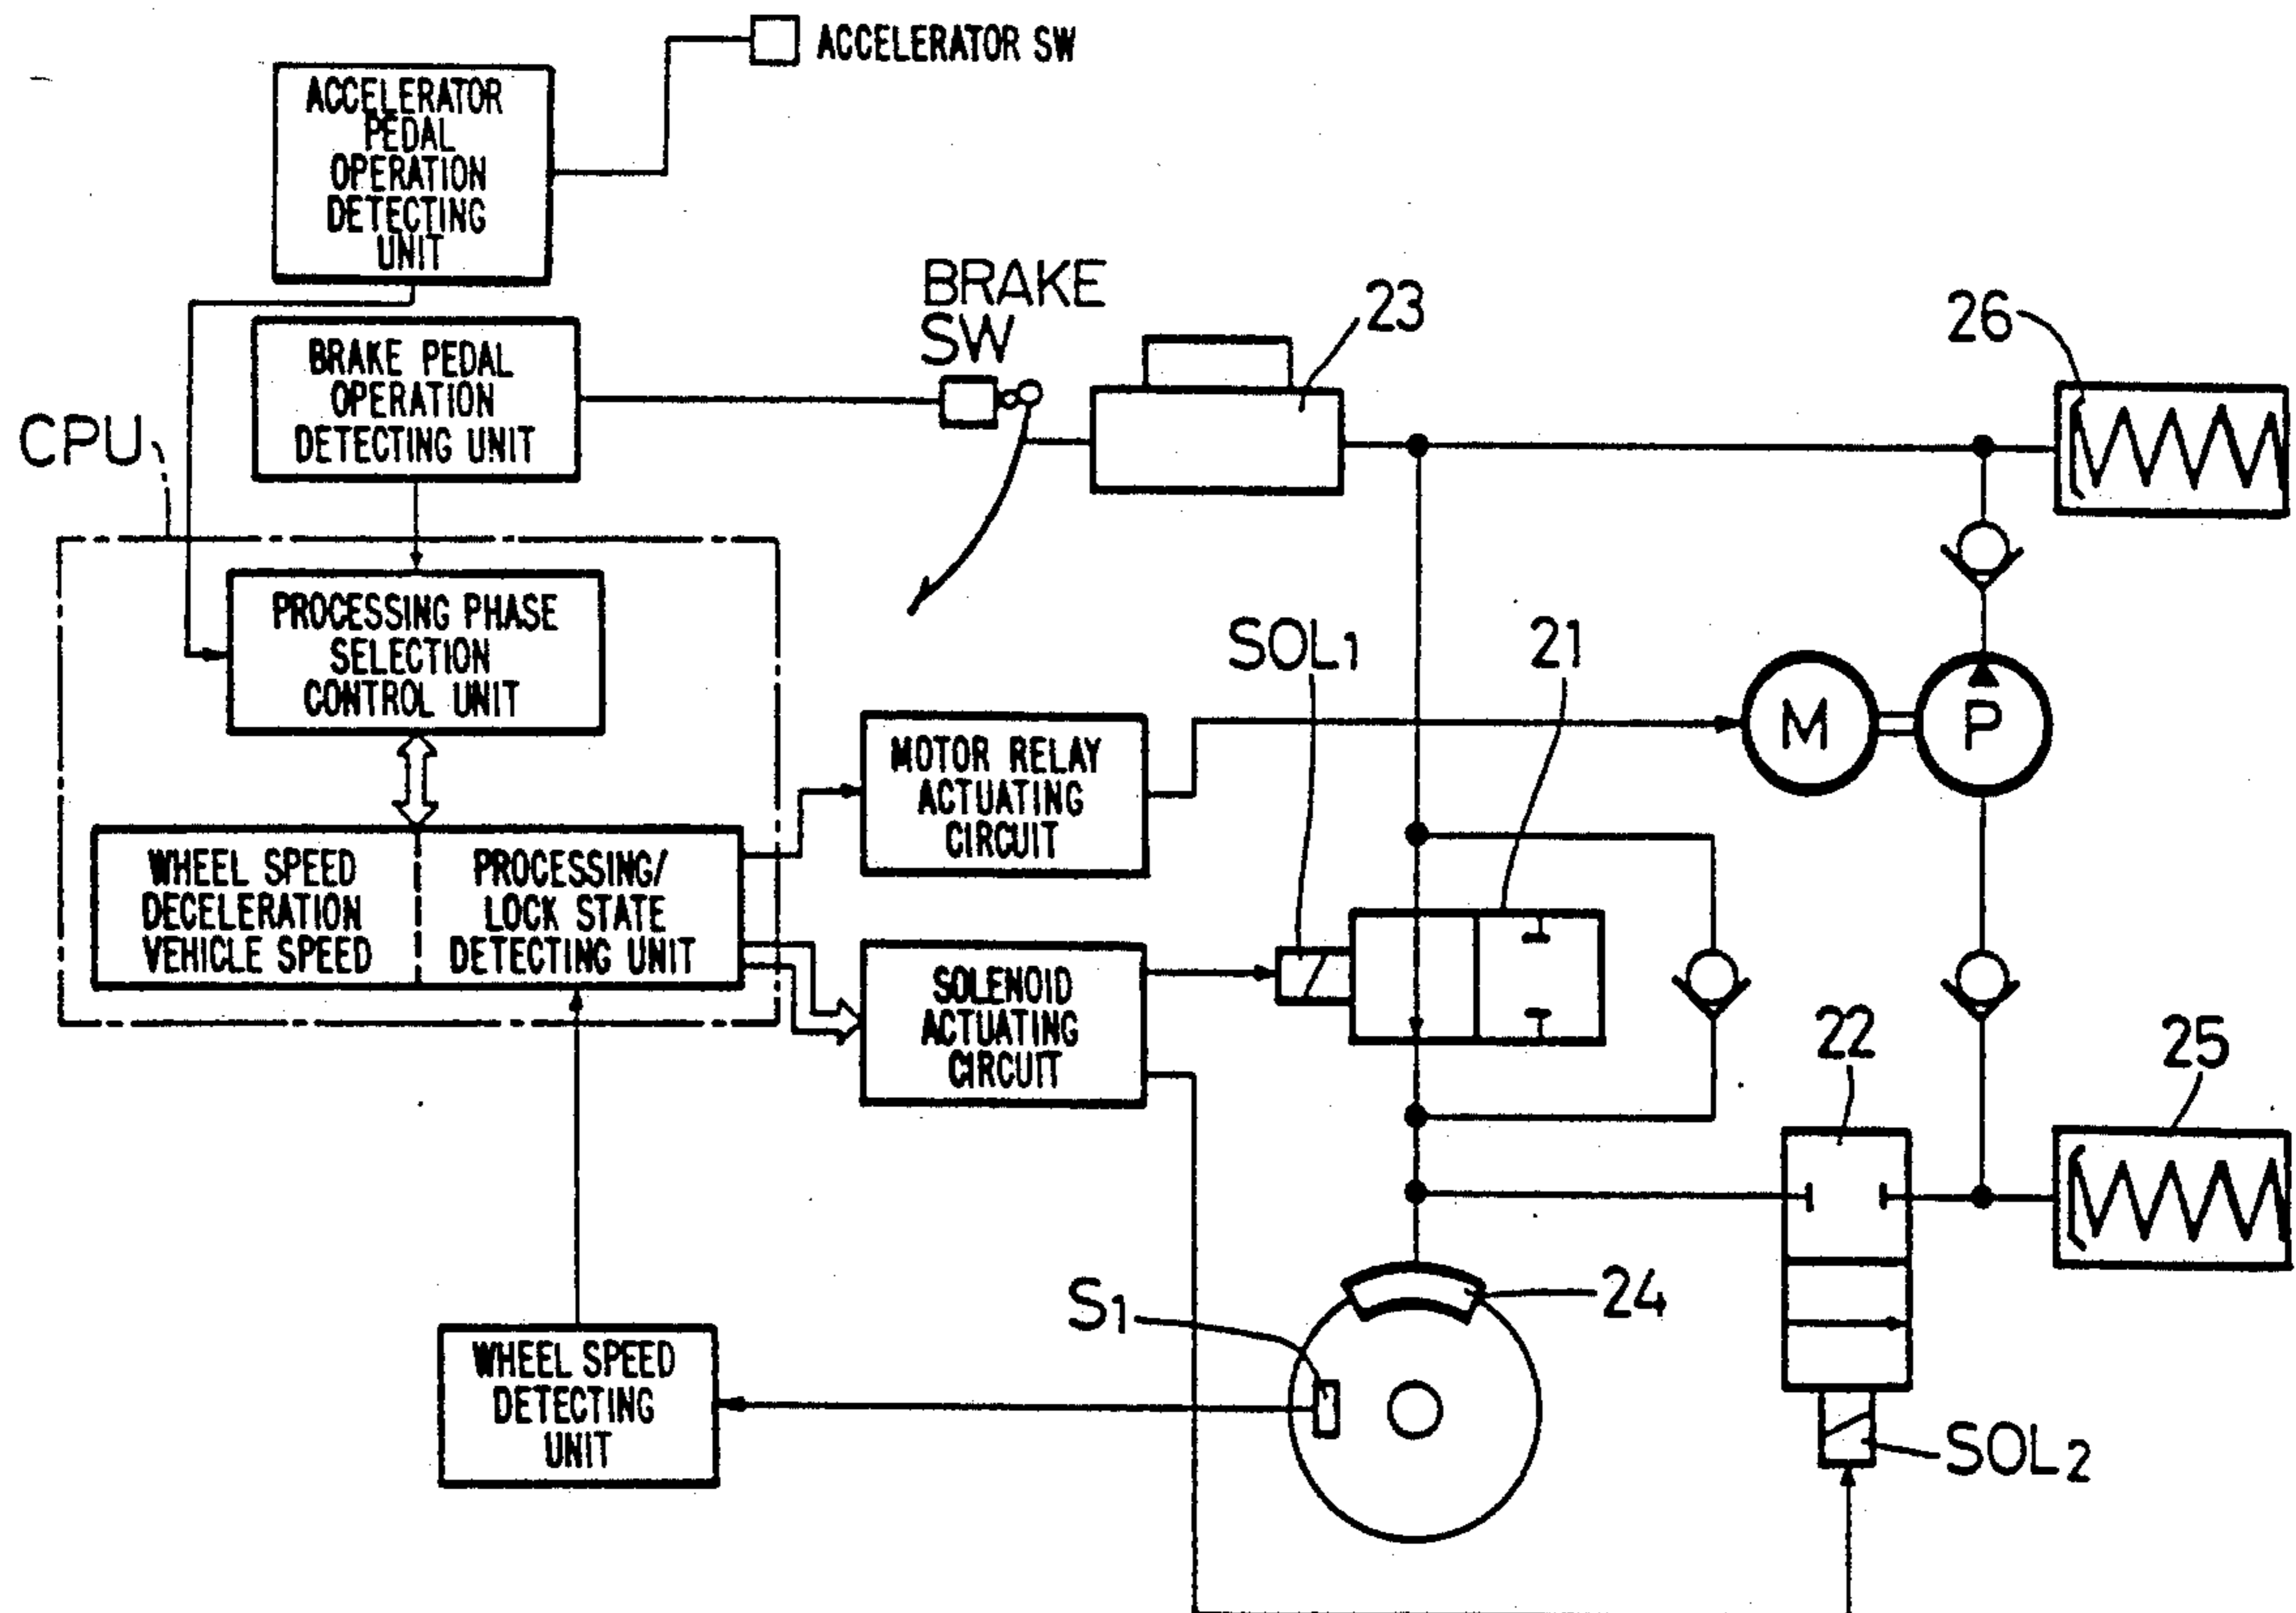 ACCELERATOR SW
ACCELERATOR
PEDAL
OPERATION
DETECTING
UNIT
BRAKE
SW
23
26
BRAKE PEDAL
OPERATION
DETECTING UNIT
CPU
PROCESSING PHASE
SELECTION
CONTROL UNIT
SOL1
21
M
P
MOTOR RELAY
ACTUATING
CIRCUIT
WHEEL SPEED
DECELERATION
VEHICLE SPEED
PROCESSING/
LOCK STATE
DETECTING UNIT
SOLENOID
ACTUATING
CIRCUIT
22
25
S1
24
WHEEL SPEED
DETECTING
UNIT
SOL2